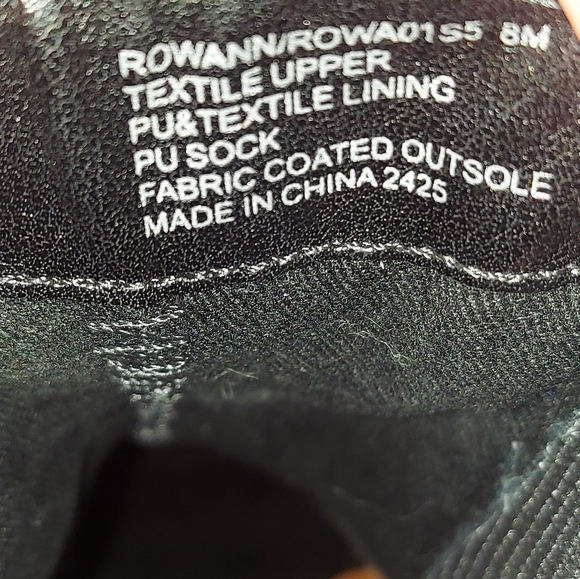 ROWANN/ROWA01S5 8M
TEXTILE UPPER
PU&TEXTILE LINING
PU SOCK
FABRIC COATED OUTSOLE
MADE IN CHINA 2425